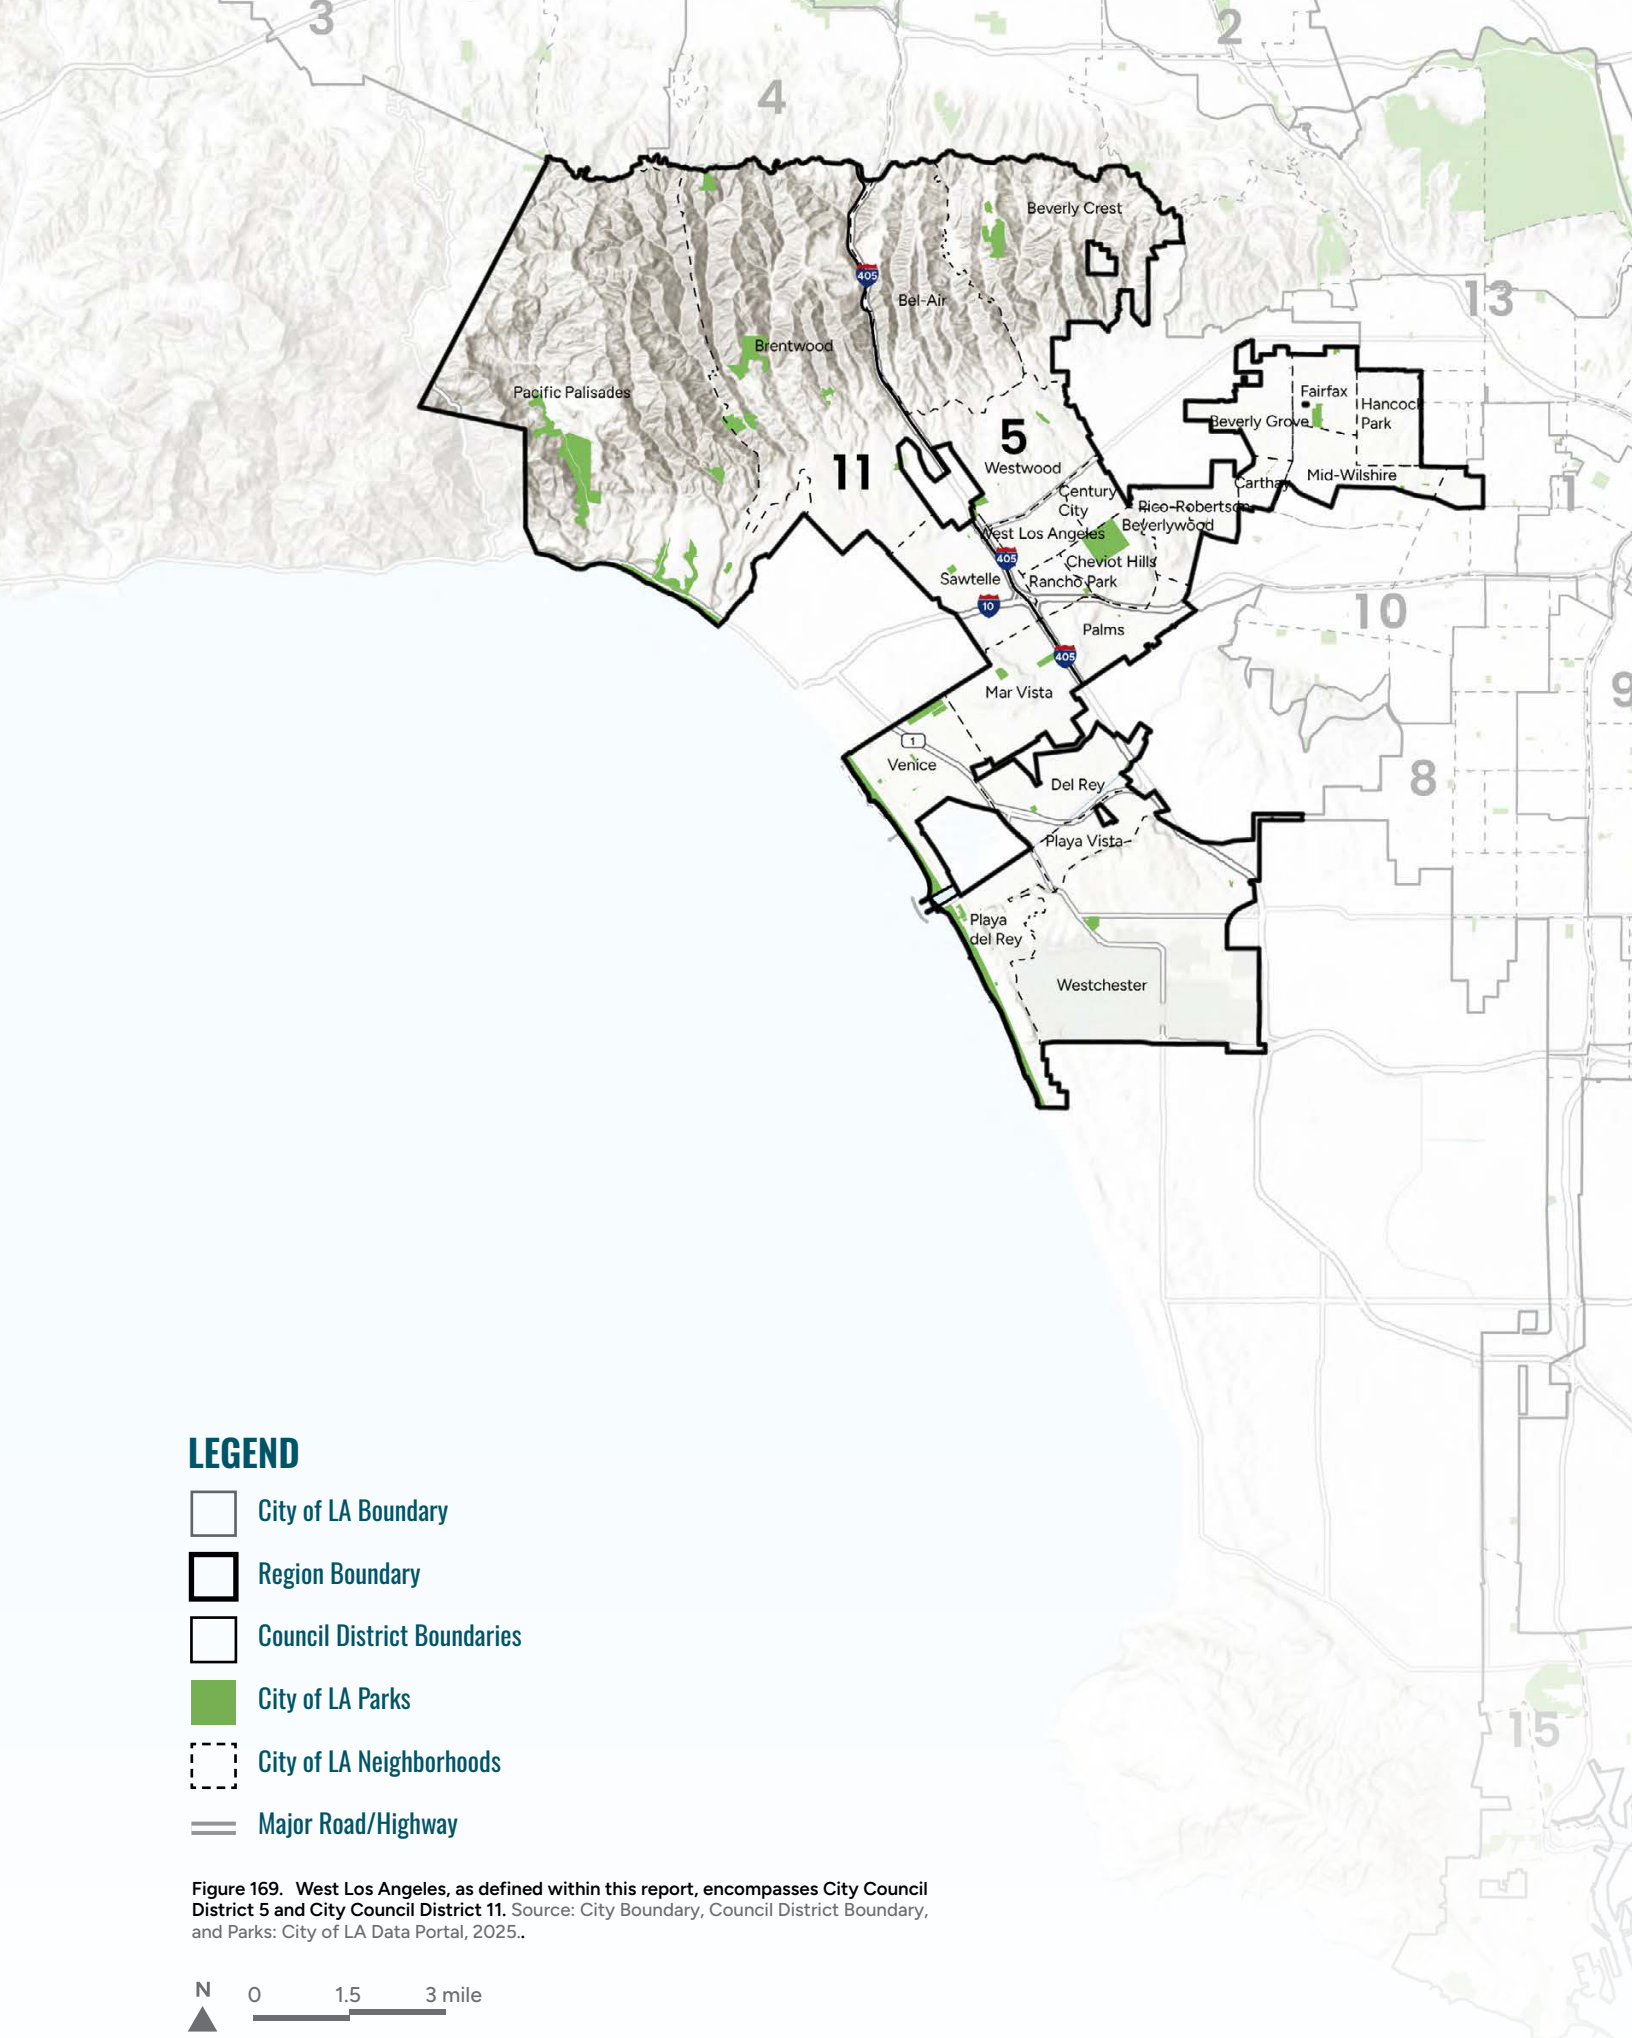 3
2
4
Beverly Crest
405
13
Bel-Air
Brentwood
Pacific Palisades
Fairfax
Hancock
Park
Beverly Grove
5
11
Westwood
Mid-Wilshire
Carthay
Century
City
1
Pico-Robertson
Beverlywood
West Los Angeles
405
Cheviot Hills
Sawtelle
Rancho Park
10
10
Palms
405
9
Mar Vista
1
Venice
8
Del Rey
Playa Vista
Playa
del Rey
Westchester
15
LEGEND
City of LA Boundary
Region Boundary
Council District Boundaries
City of LA Parks
City of LA Neighborhoods
Major Road/Highway
Figure 169. West Los Angeles, as defined within this report, encompasses City Council
District 5 and City Council District 11. Source: City Boundary, Council District Boundary,
and Parks: City of LA Data Portal, 2025..
N 0 1.5 3 mile